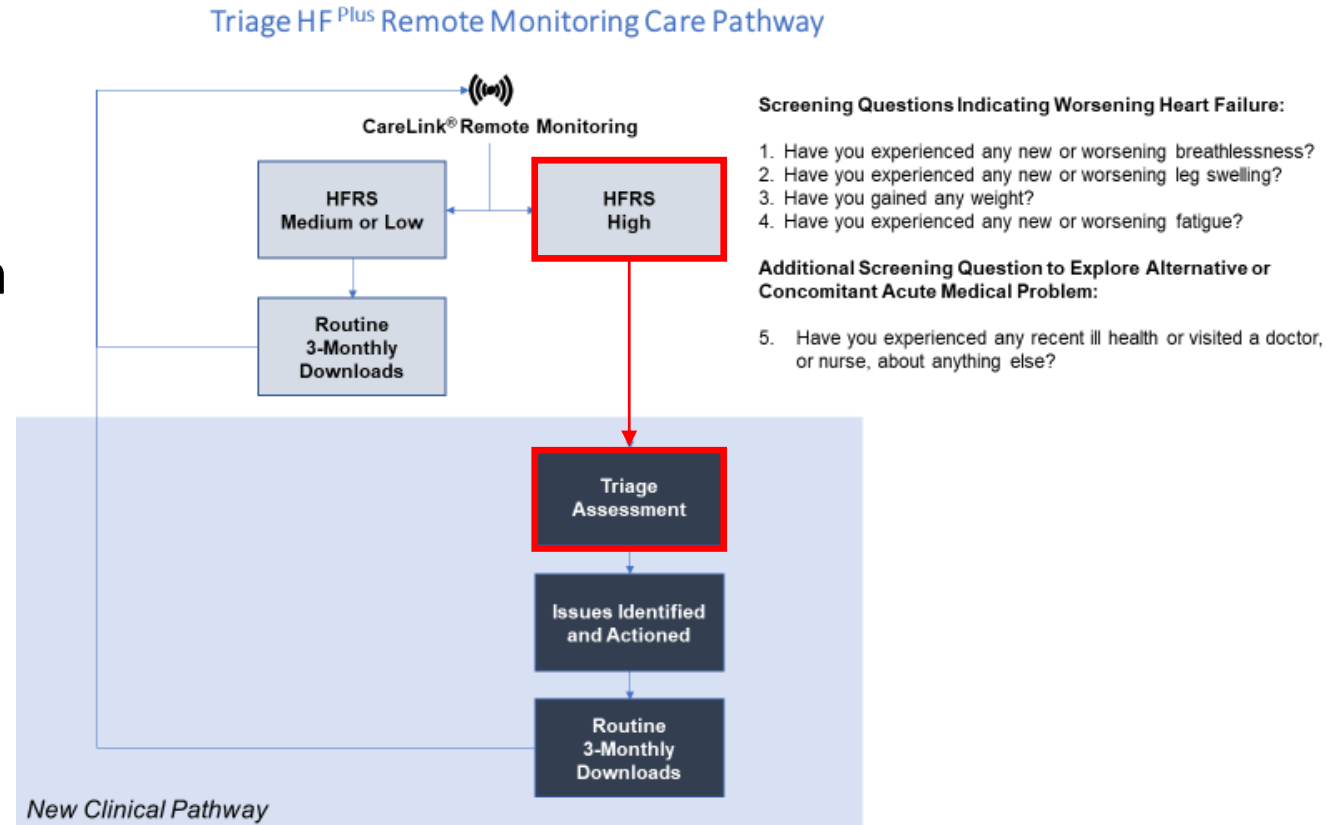 Triage HF Plus Remote Monitoring Care Pathway
CareLink® Remote Monitoring
HFRS
Medium or Low
HFRS
High
Routine
3-Monthly
Downloads
Triage
Assessment
Issues Identified
and Actioned
Routine
3-Monthly
Downloads
New Clinical Pathway
Screening Questions Indicating Worsening Heart Failure:
1. Have you experienced any new or worsening breathlessness?
2. Have you experienced any new or worsening leg swelling?
3. Have you gained any weight?
4. Have you experienced any new or worsening fatigue?
Additional Screening Question to Explore Alternative or
Concomitant Acute Medical Problem:
5. Have you experienced any recent ill health or visited a doctor,
or nurse, about anything else?